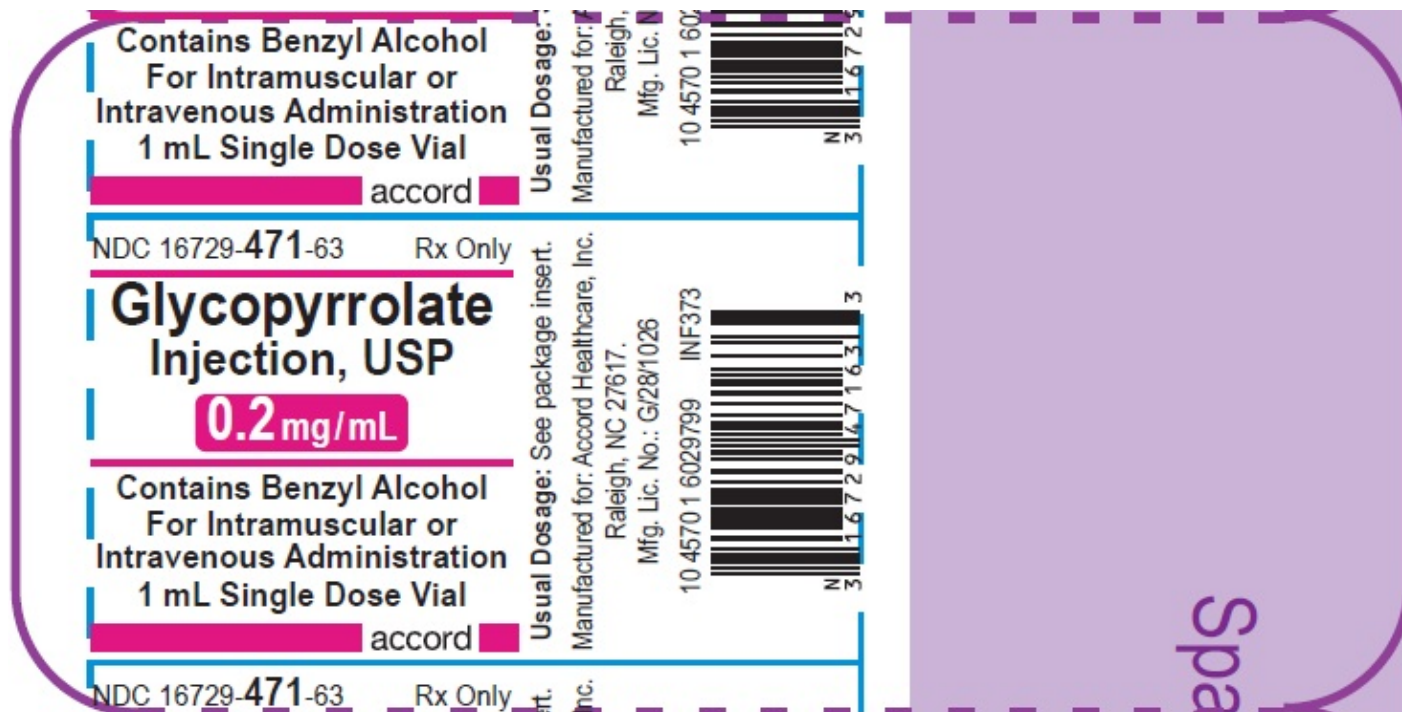 Contains Benzyl Alcohol
For Intramuscular or
Intravenous Administration
1 mL Single Dose Vial
accord
Usual Dosage:
Manufactured for:
Raleigh,
Mfg. Lic. N
10 4570 1 602
N
3
16729
NDC 16729-471-63 Rx Only
Glycopyrrolate
Injection, USP
0.2 mg/mL
Contains Benzyl Alcohol
For Intramuscular or
Intravenous Administration
1 mL Single Dose Vial
accord
Usual Dosage: See package insert.
Manufactured for: Accord Healthcare, Inc.
Raleigh, NC 27617.
Mfg. Lic. No.: G/28/1026
10 4570 1 6029799 INF373
N
3 16729 47163 3
NDC 16729-471-63 Rx Only
ert.
Inc.
Spa